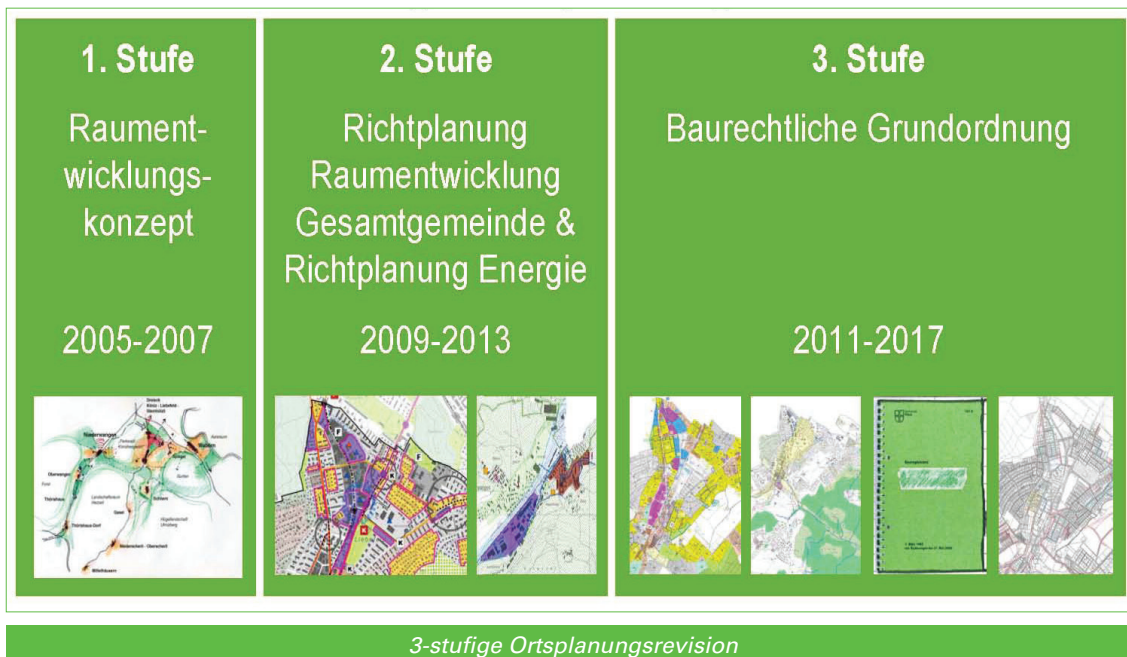 1. Stufe
Raument-
wicklungs-
konzept
2005-2007
2. Stufe
Richtplanung
Raumentwicklung
Gesamtgemeinde &
Richtplanung Energie
2009-2013
3. Stufe
Baurechtliche Grundordnung
2011-2017
3-stufige Ortsplanungsrevision